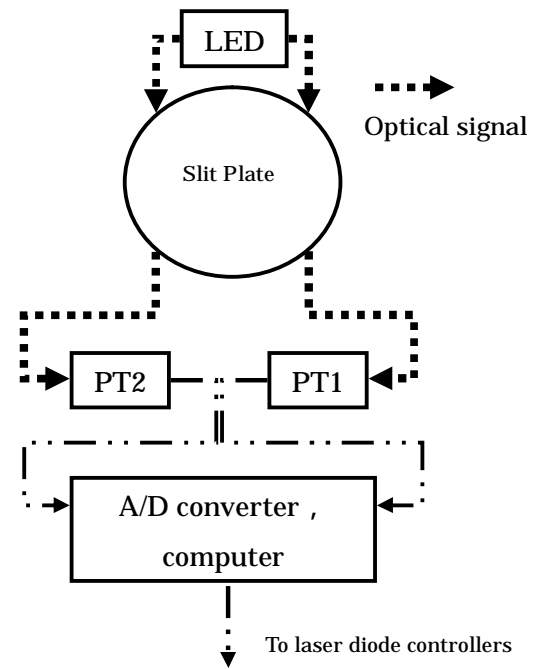 LED
Optical signal
Slit Plate
PT2
PT1
A/D converter ,
computer
To laser diode controllers